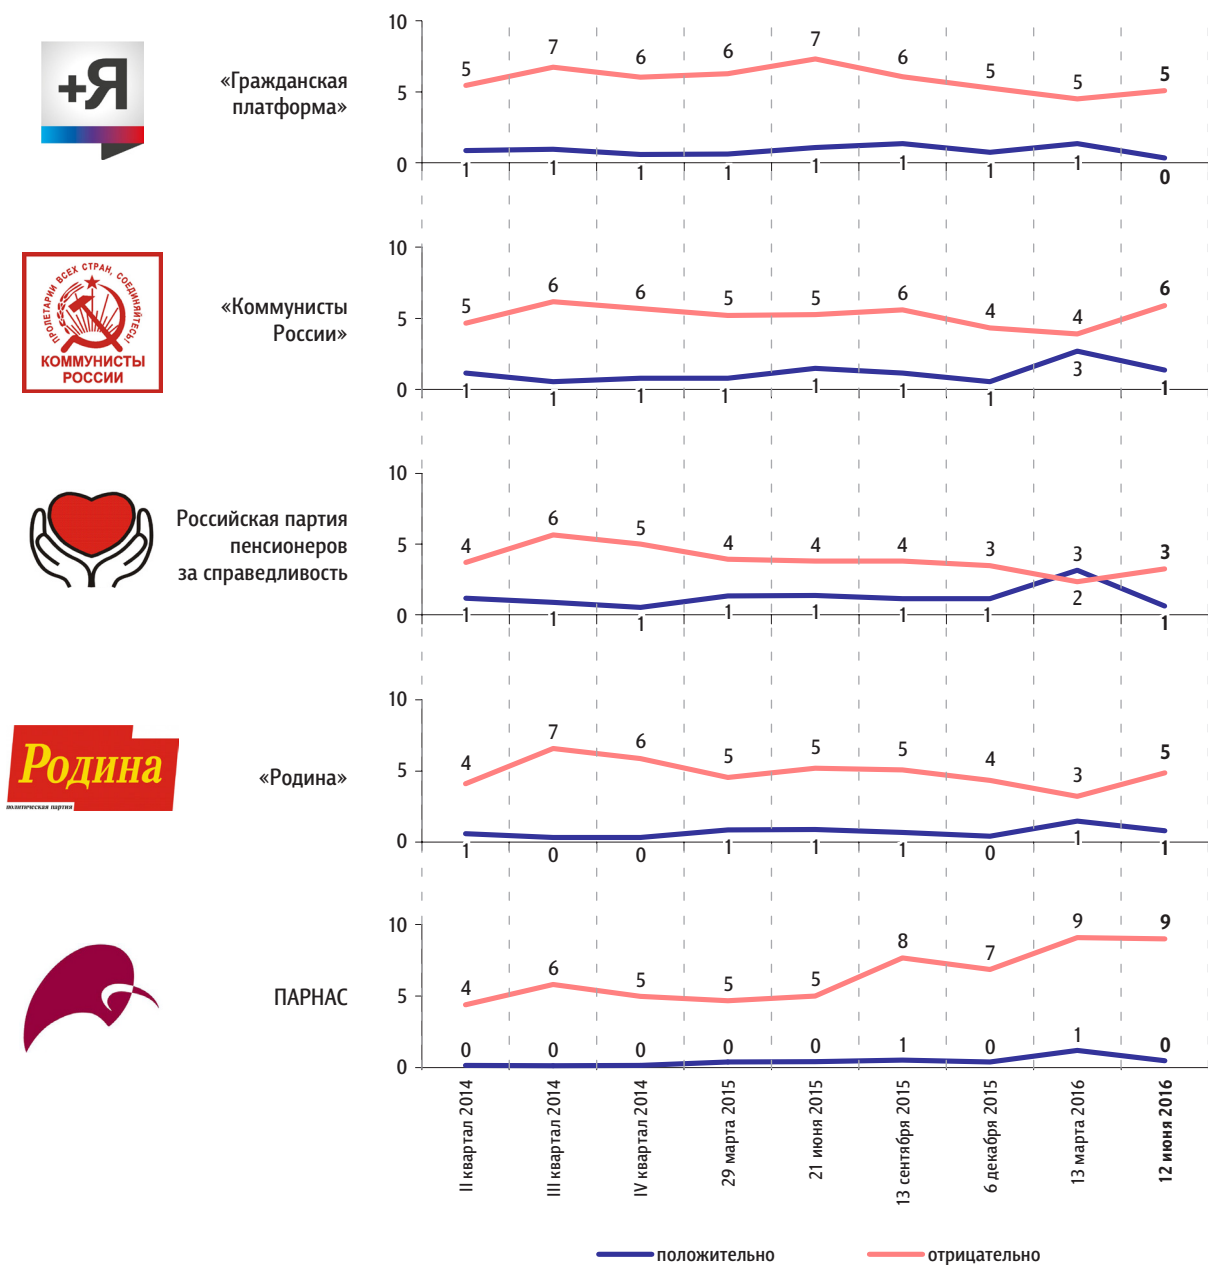 10
5
0
+Я
«Гражданская
платформа»
5 7 6 6 7 6 5 5 5
1 1 1 1 1 1 1 1 0
10
5
0
ПРОЛЕТАРИИ ВСЕХ СТРАН, СОЕДИНЯЙТЕСЬ!
КОММУНИСТЫ
РОССИИ
«Коммунисты
России»
5 6 6 5 5 6 4 4 6
1 1 1 1 1 1 1 3 1
10
5
0
Российская партия
пенсионеров
за справедливость
4 6 5 4 4 4 3 3 3
1 1 1 1 1 1 1 2 1
10
5
0
Родина
политическая партия
«Родина»
4 7 6 5 5 5 4 3 5
1 0 0 1 1 1 0 1 1
10
5
0
ПАРНАС
4 6 5 5 5 8 7 9 9
0 0 0 0 0 1 0 1 0
II квартал 2014
III квартал 2014
IV квартал 2014
29 марта 2015
21 июня 2015
13 сентября 2015
6 декабря 2015
13 марта 2016
12 июня 2016
положительно
отрицательно